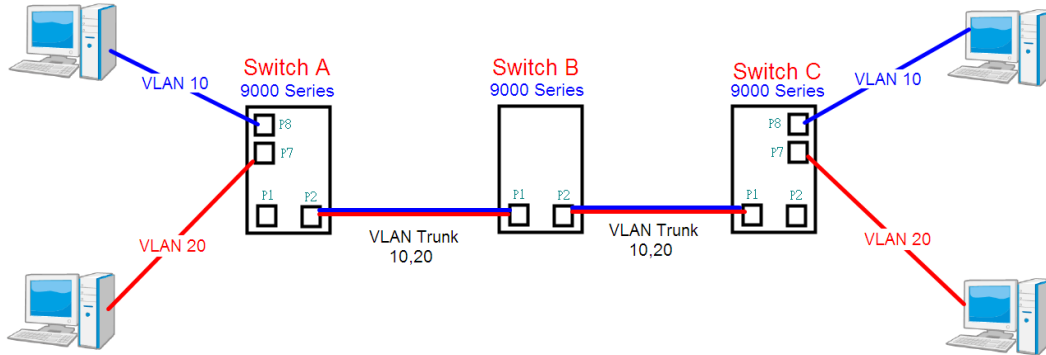 Switch A
9000 Series
Switch B
9000 Series
Switch C
9000 Series
VLAN 10
VLAN 10
P8
P7
P8
P7
P1
P2
P1
P2
P1
P2
VLAN 20
VLAN Trunk
10,20
VLAN Trunk
10,20
VLAN 20